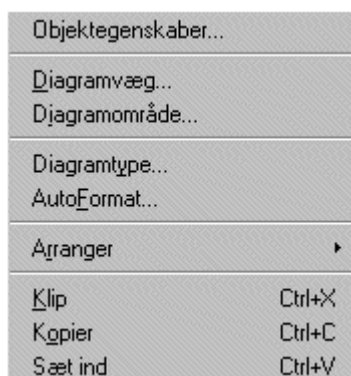 Objektegenskaber...
Diagramvæg...
Diagramområde...
Diagramtype...
AutoFormat...
Arranger
Klip Ctrl+X
Kopier Ctrl+C
Sæt ind Ctrl+V